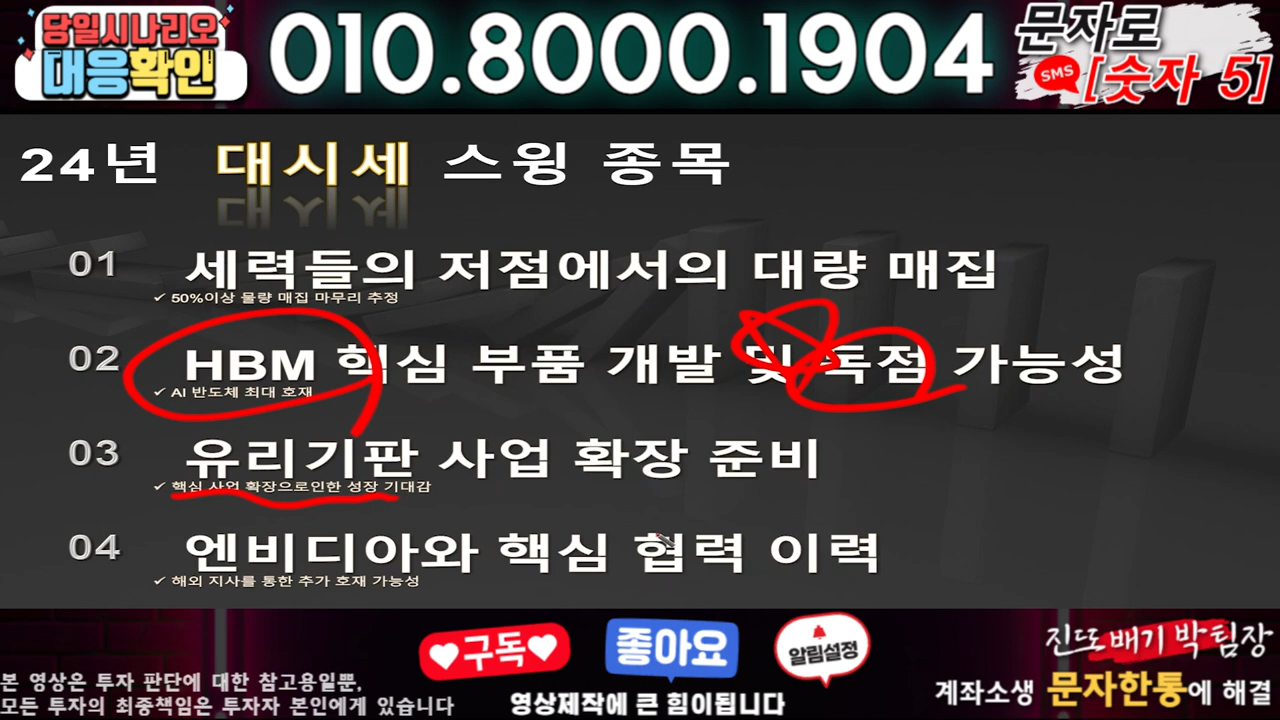 당일시나리오
대응확인
010.8000.1904
문자로
SMS [숫자 5]
24년 대시세 스윙 종목
01 세력들의 저점에서의 대량 매집
✓ 50%이상 물량 매집 마무리 추정
02 HBM 핵심 부품 개발 및 독점 가능성
✓ AI 반도체 최대 호재
03 유리기판 사업 확장 준비
✓ 핵심 사업 확장으로인한 성장 기대감
04 엔비디아와 핵심 협력 이력
✓ 해외 지사를 통한 추가 호재 가능성
본 영상은 투자 판단에 대한 참고용일뿐,
모든 투자의 최종책임은 투자자 본인에게 있습니다
구독
좋아요
알림설정
영상제작에 큰 힘이됩니다
진또배기 박팀장
계좌소생 문자한통에 해결